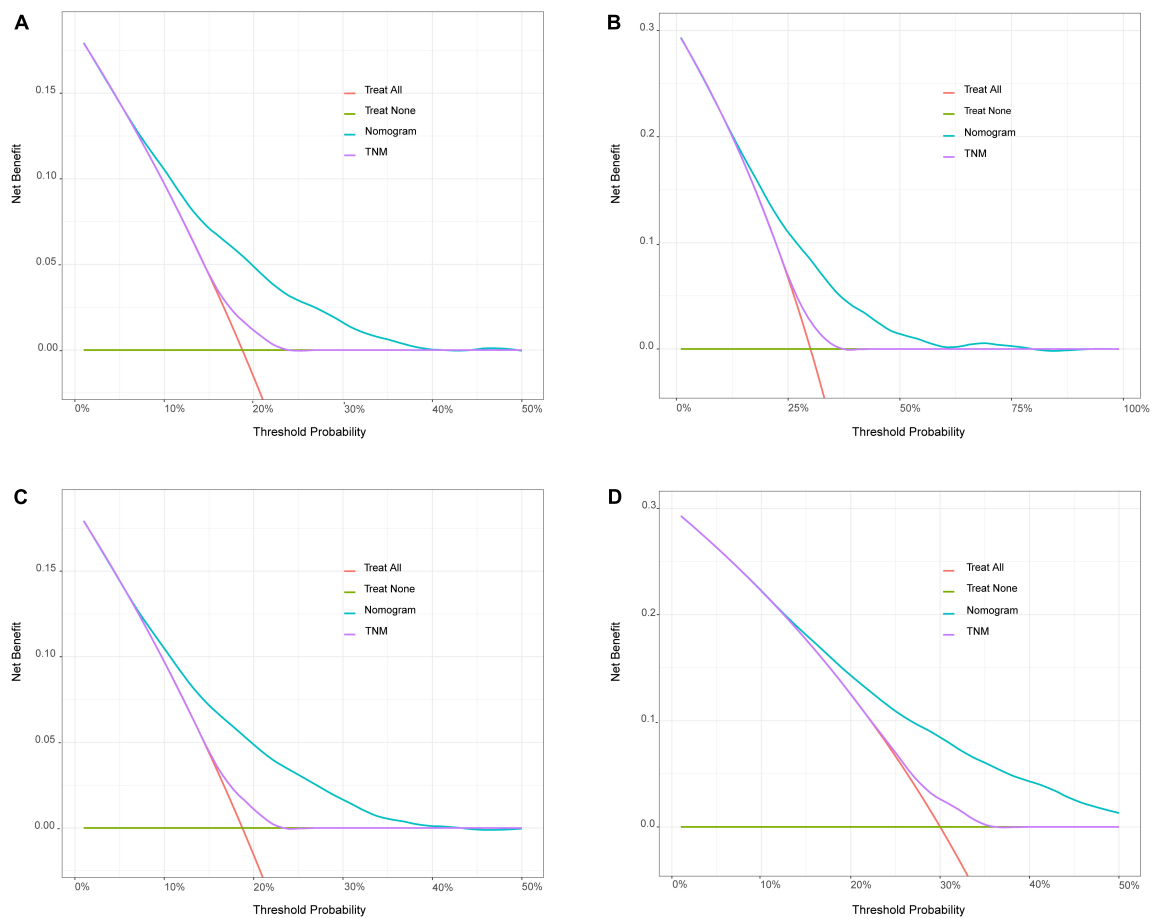 A
Net Benefit
0.15
0.10
0.05
0.00
Treat All
Treat None
Nomogram
TNM
0%
10%
20%
30%
40%
50%
Threshold Probability
B
Net Benefit
0.3
0.2
0.1
0.0
Treat All
Treat None
Nomogram
TNM
0%
25%
50%
75%
100%
Threshold Probability
C
Net Benefit
0.15
0.10
0.05
0.00
Treat All
Treat None
Nomogram
TNM
0%
10%
20%
30%
40%
50%
Threshold Probability
D
Net Benefit
0.3
0.2
0.1
0.0
Treat All
Treat None
Nomogram
TNM
0%
10%
20%
30%
40%
50%
Threshold Probability